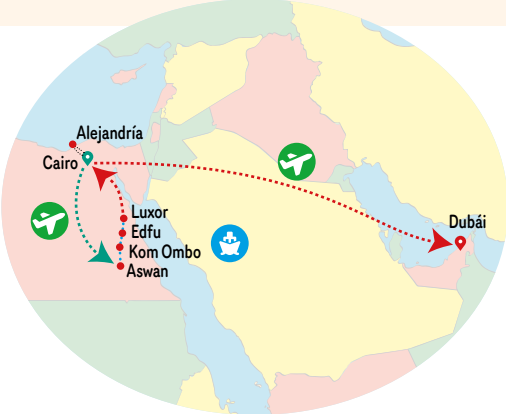 Alejandría
Cairo
Luxor
Edfu
Kom Ombo
Aswan
Dubái